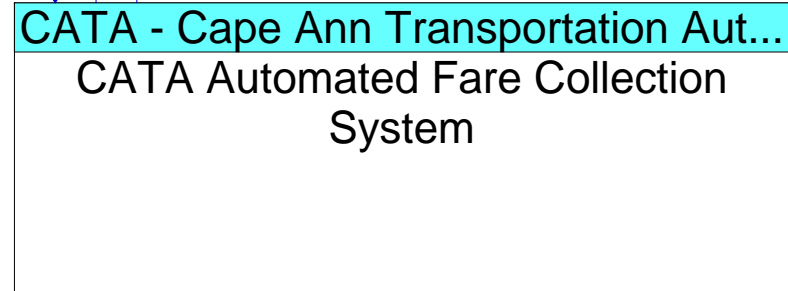 CATA - Cape Ann Transportation Aut...
CATA Automated Fare Collection
System